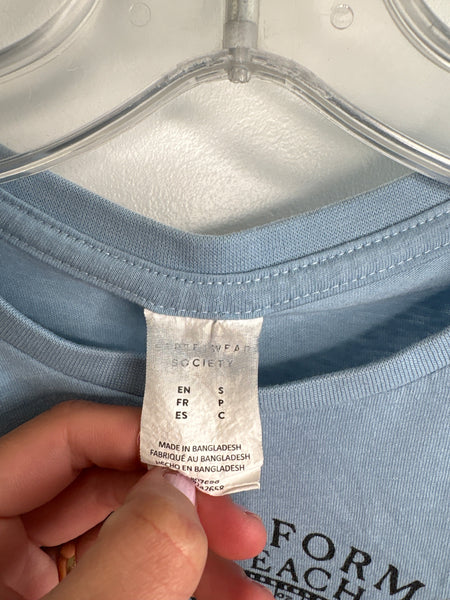 STREETWEAR
SOCIETY
EN S
FR P
ES C
MADE IN BANGLADESH
FABRIQUÉ AU BANGLADESH
HECHO EN BANGLADESH
FORM
EACH